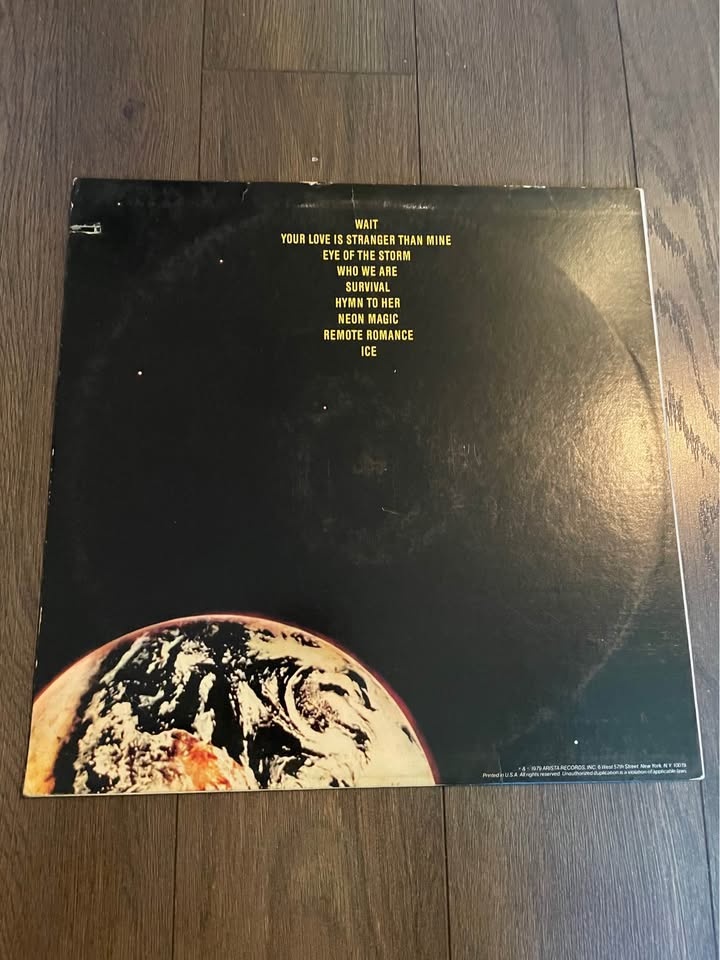 WAIT
YOUR LOVE IS STRANGER THAN MINE
EYE OF THE STORM
WHO WE ARE
SURVIVAL
HYMN TO HER
NEON MAGIC
REMOTE ROMANCE
ICE
1979 ARISTA RECORDS, INC. 6 West 57th Street New York, N.Y. 10019
Printed in U.S.A. All rights reserved. Unauthorized duplication is a violation of applicable laws.